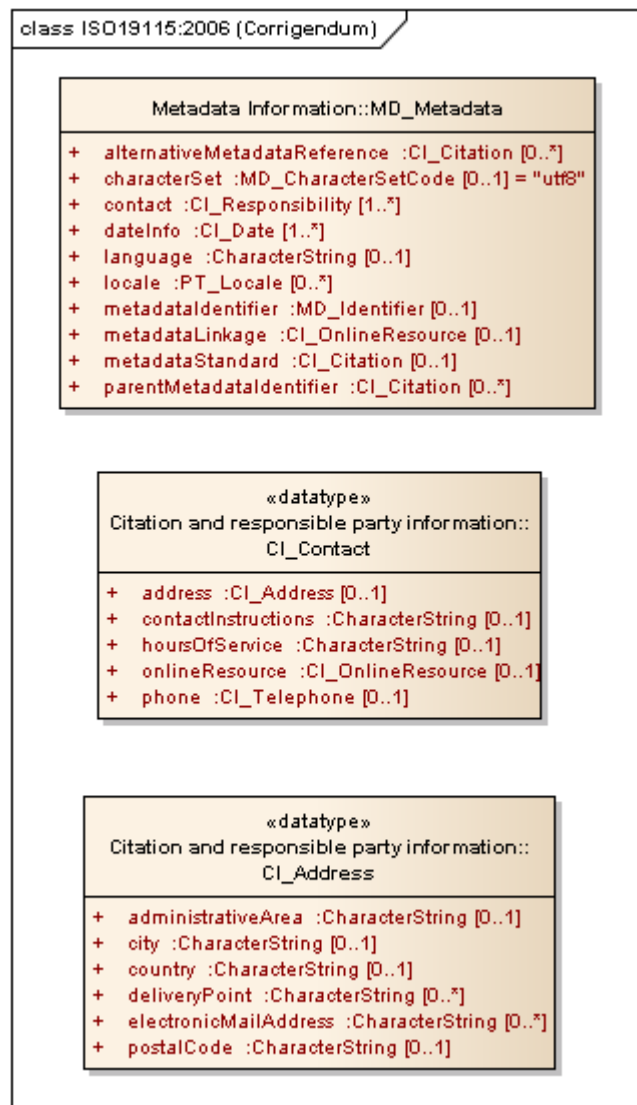 class ISO19115:2006 (Corrigendum)
Metadata Information::MD_Metadata
+ alternativeMetadataReference :CI_Citation [0..*]
+ characterSet :MD_CharacterSetCode [0..1] = "utf8"
+ contact :CI_Responsibility [1..*]
+ dateInfo :CI_Date [1..*]
+ language :CharacterString [0..1]
+ locale :PT_Locale [0..*]
+ metadataIdentifier :MD_Identifier [0..1]
+ metadataLinkage :CI_OnlineResource [0..1]
+ metadataStandard :CI_Citation [0..1]
+ parentMetadataIdentifier :CI_Citation [0..*]
«datatype»
Citation and responsible party information::
CI_Contact
+ address :CI_Address [0..1]
+ contactInstructions :CharacterString [0..1]
+ hoursOfService :CharacterString [0..1]
+ onlineResource :CI_OnlineResource [0..1]
+ phone :CI_Telephone [0..1]
«datatype»
Citation and responsible party information::
CI_Address
+ administrativeArea :CharacterString [0..1]
+ city :CharacterString [0..1]
+ country :CharacterString [0..1]
+ deliveryPoint :CharacterString [0..*]
+ electronicMailAddress :CharacterString [0..*]
+ postalCode :CharacterString [0..1]